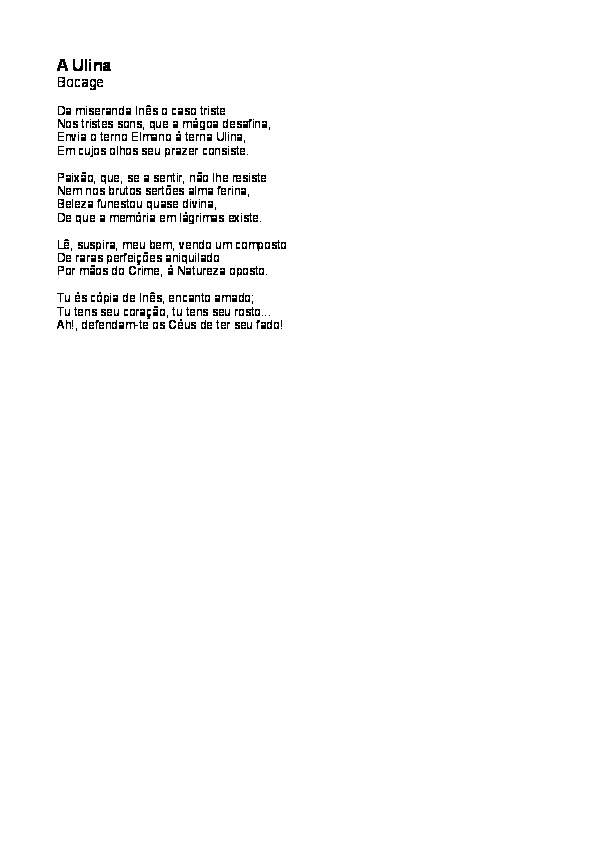 A Ulina
Bocage
Da miseranda Inês o caso triste
Nos tristes sons, que a mágoa desafina,
Envia o terno Elmano à terna Ulina,
Em cujos olhos seu prazer consiste.
Paixão, que, se a sentir, não lhe resiste
Nem nos brutos sertões alma ferina,
Beleza funestou quase divina,
De que a memória em lágrimas existe.
Lê, suspira, meu bem, vendo um composto
De raras perfeições aniquilado
Por mãos do Crime, à Natureza oposto.
Tu és cópia de Inês, encanto amado;
Tu tens seu coração, tu tens seu rosto...
Ah!, defendam-te os Céus de ter seu fado!